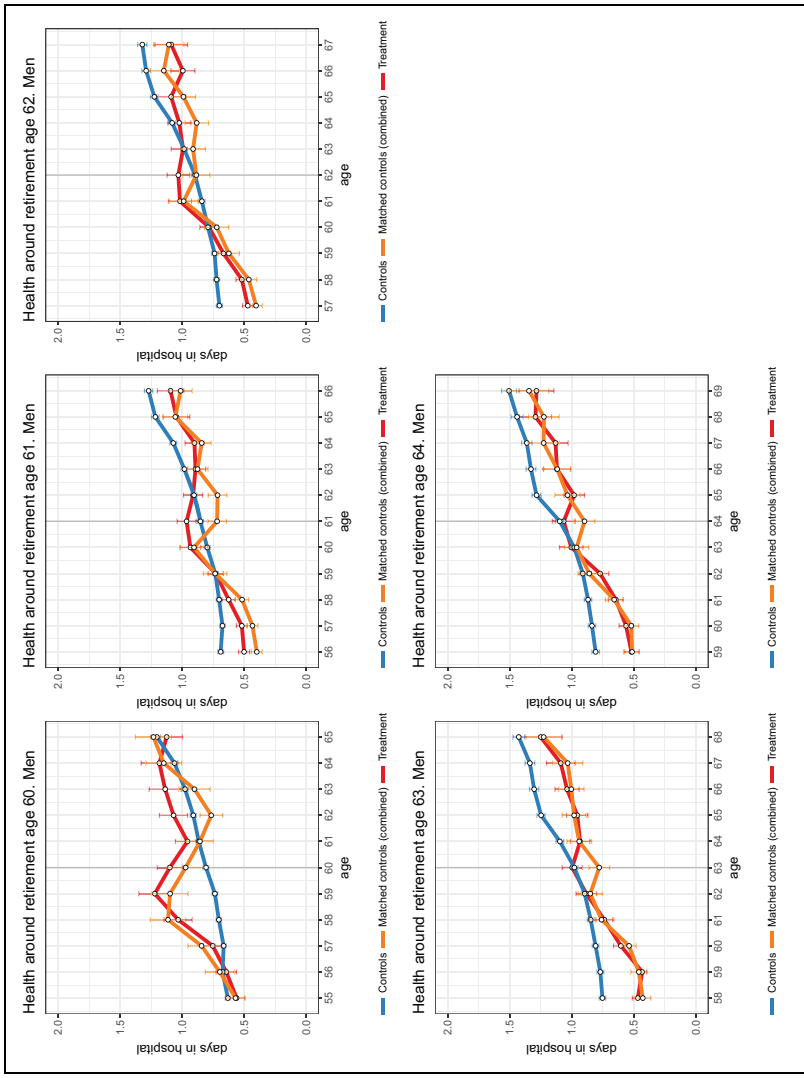 Health around retirement age 60. Men
days in hospital
2.0
1.5
1.0
0.5
0.0
55 56 57 58 59 60 61 62 63 64 65
age
Controls Matched controls (combined) Treatment
Health around retirement age 61. Men
days in hospital
2.0
1.5
1.0
0.5
0.0
56 57 58 59 60 61 62 63 64 65 66
age
Controls Matched controls (combined) Treatment
Health around retirement age 62. Men
days in hospital
2.0
1.5
1.0
0.5
0.0
57 58 59 60 61 62 63 64 65 66 67
age
Controls Matched controls (combined) Treatment
Health around retirement age 63. Men
days in hospital
2.0
1.5
1.0
0.5
0.0
58 59 60 61 62 63 64 65 66 67 68
age
Controls Matched controls (combined) Treatment
Health around retirement age 64. Men
days in hospital
2.0
1.5
1.0
0.5
0.0
59 60 61 62 63 64 65 66 67 68 69
age
Controls Matched controls (combined) Treatment